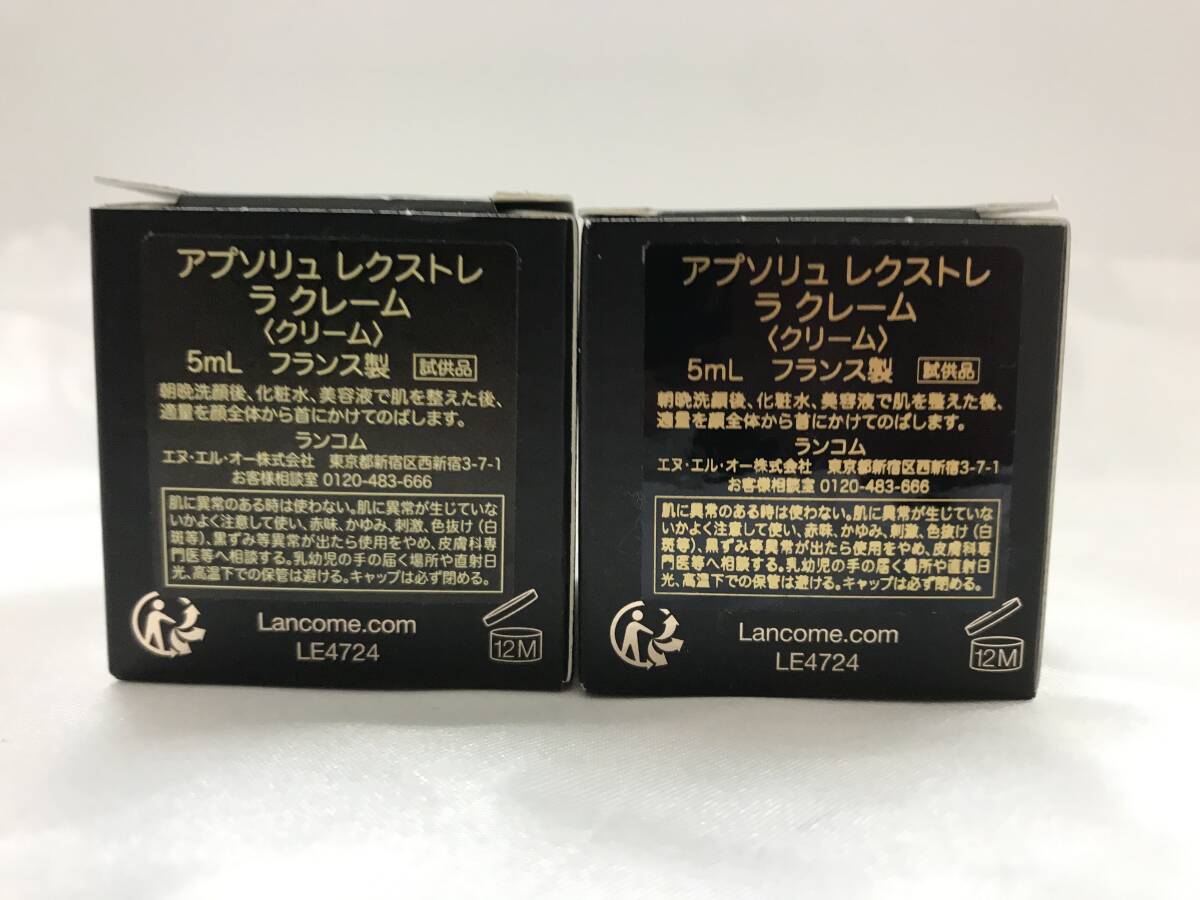 アプソリュ レクストレ
ラ クレーム
〈クリーム〉
5mL フランス製 試供品
朝晩洗顔後、化粧水、美容液で肌を整えた後、
適量を顔全体から首にかけてのばします。
ランコム
エヌ・エル・オー株式会社 東京都新宿区西新宿3-7-1
お客様相談室 0120-483-666
肌に異常のある時は使わない。肌に異常が生じていな
いかよく注意して使い、赤味、かゆみ、刺激、色抜け(白
斑等)、黒ずみ等異常が出たら使用をやめ、皮膚科専
門医等へ相談する。乳幼児の手の届く場所や直射日
光、高温下での保管は避ける。キャップは必ず閉める。
Lancome.com
LE4724
12M
アプソリュ レクストレ
ラ クレーム
〈クリーム〉
5mL フランス製 試供品
朝晩洗顔後、化粧水、美容液で肌を整えた後、
適量を顔全体から首にかけてのばします。
ランコム
エヌ・エル・オー株式会社 東京都新宿区西新宿3-7-1
お客様相談室 0120-483-666
肌に異常のある時は使わない。肌に異常が生じていな
いかよく注意して使い、赤味、かゆみ、刺激、色抜け(白
斑等)、黒ずみ等異常が出たら使用をやめ、皮膚科専
門医等へ相談する。乳幼児の手の届く場所や直射日
光、高温下での保管は避ける。キャップは必ず閉める。
Lancome.com
LE4724
12M